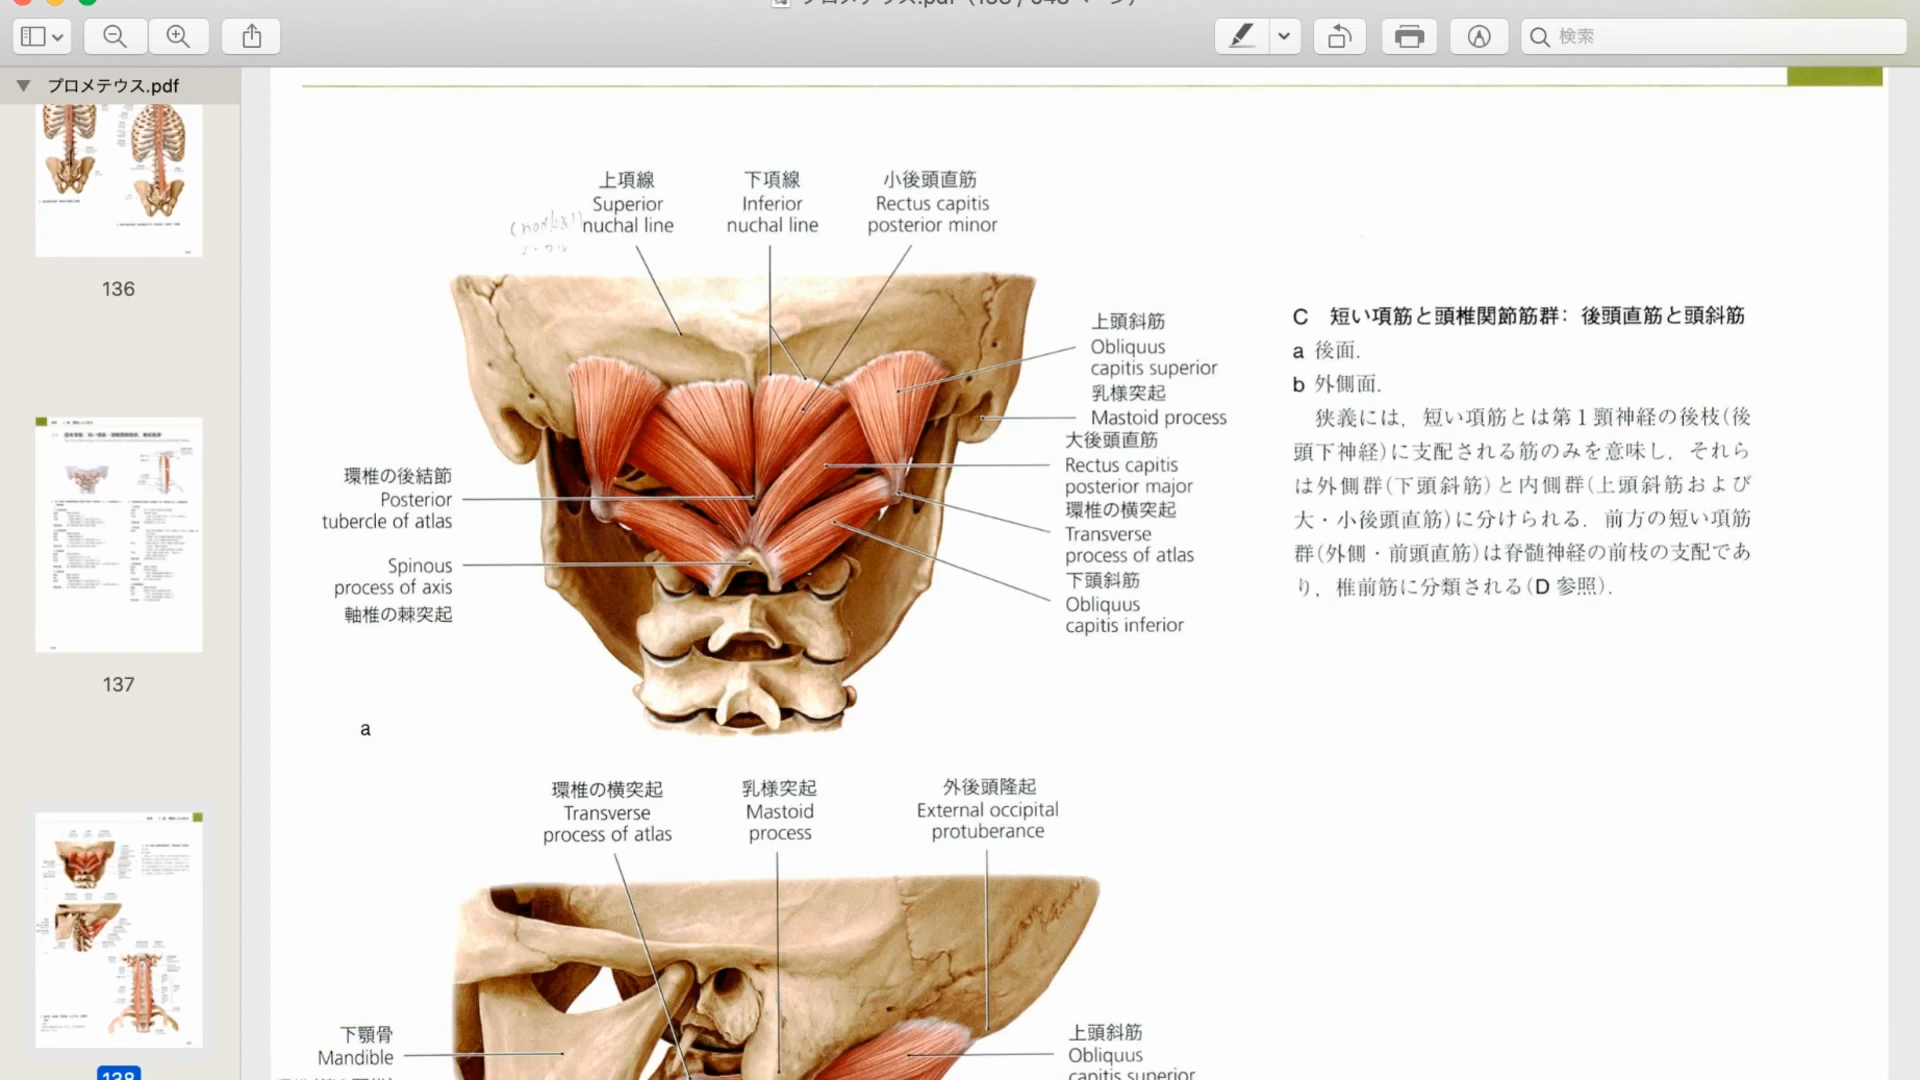 検索
プロメテウス.pdf
136
137
138
上項線
Superior
nuchal line
下項線
Inferior
nuchal line
小後頭直筋
Rectus capitis
posterior minor
上頭斜筋
Obliquus
capitis superior
乳様突起
Mastoid process
大後頭直筋
Rectus capitis
posterior major
環椎の横突起
Transverse
process of atlas
下頭斜筋
Obliquus
capitis inferior
環椎の後結節
Posterior
tubercle of atlas
Spinous
process of axis
軸椎の棘突起
a
C 短い項筋と頭椎関節筋群：後頭直筋と頭斜筋
a 後面．
b 外側面．
狭義には，短い項筋とは第1頸神経の後枝(後
頭下神経)に支配される筋のみを意味し，それら
は外側群(下頭斜筋)と内側群(上頭斜筋および
大・小後頭直筋)に分けられる．前方の短い項筋
群(外側・前頭直筋)は脊髄神経の前枝の支配であ
り，椎前筋に分類される(D 参照)．
環椎の横突起
Transverse
process of atlas
乳様突起
Mastoid
process
外後頭隆起
External occipital
protuberance
下顎骨
Mandible
上頭斜筋
Obliquus
capitis superior